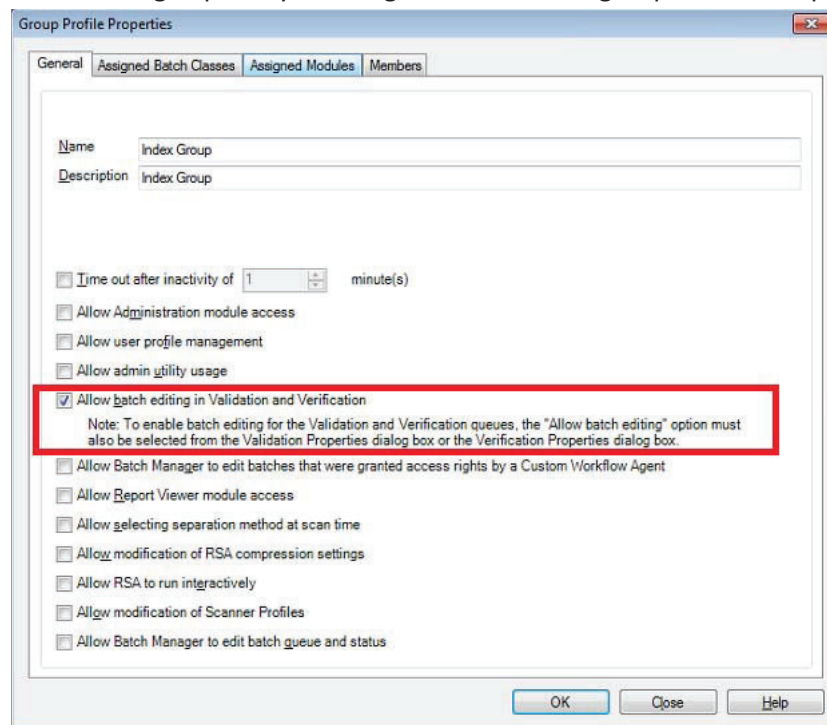 Group Profile Properties
General Assigned Batch Classes Assigned Modules Members
Name Index Group
Description Index Group
Time out after inactivity of 1 minute(s)
Allow Administration module access
Allow user profile management
Allow admin utility usage
Allow batch editing in Validation and Verification
Note: To enable batch editing for the Validation and Verification queues, the "Allow batch editing" option must
also be selected from the Validation Properties dialog box or the Verification Properties dialog box.
Allow Batch Manager to edit batches that were granted access rights by a Custom Workflow Agent
Allow Report Viewer module access
Allow selecting separation method at scan time
Allow modification of RSA compression settings
Allow RSA to run interactively
Allow modification of Scanner Profiles
Allow Batch Manager to edit batch queue and status
OK Close Help